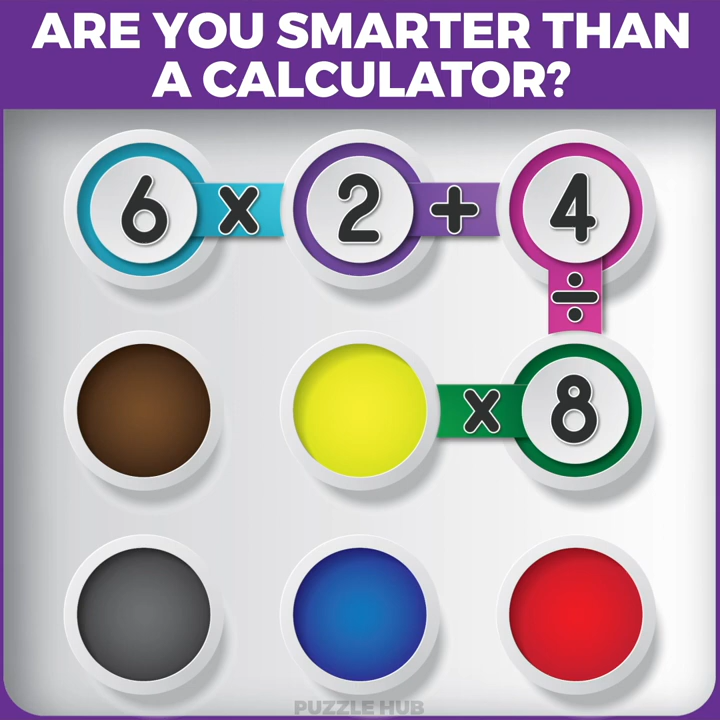 ARE YOU SMARTER THAN
A CALCULATOR?
6 x 2 + 4
÷
x 8
PUZZLE HUB